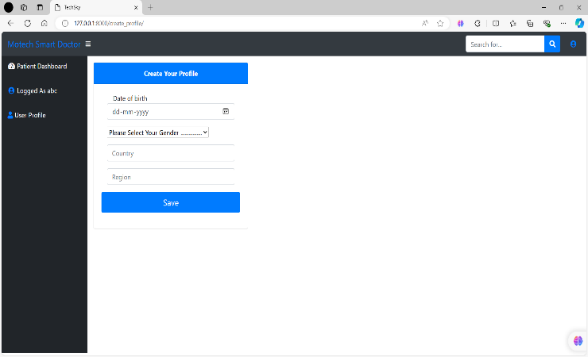 127.0.0.1:8000/create_profile/
Motech Smart Doctor
Search for...
Patient Dashboard
Logged As abc
User Profile
Create Your Profile
Date of birth
dd-mm-yyyy
Please Select Your Gender ............
Country
Region
Save